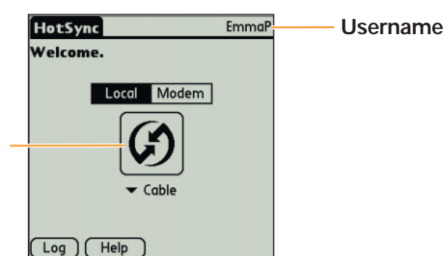 HotSync EmmaP Username
Welcome.
Local Modem
Cable
Log Help